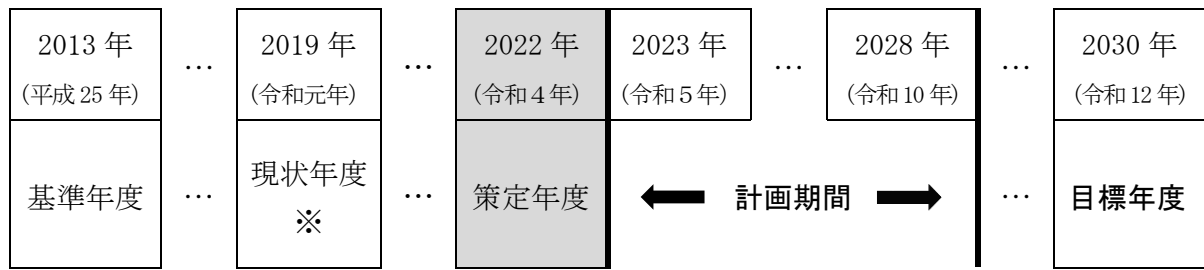 2013 年 … 2019 年 … 2022 年 2023 年 … 2028 年 … 2030 年
(平成 25 年) (令和元年) (令和４年) (令和５年) (令和 10 年) (令和 12 年)
基準年度 … 現状年度 … 策定年度 計画期間 … 目標年度
※